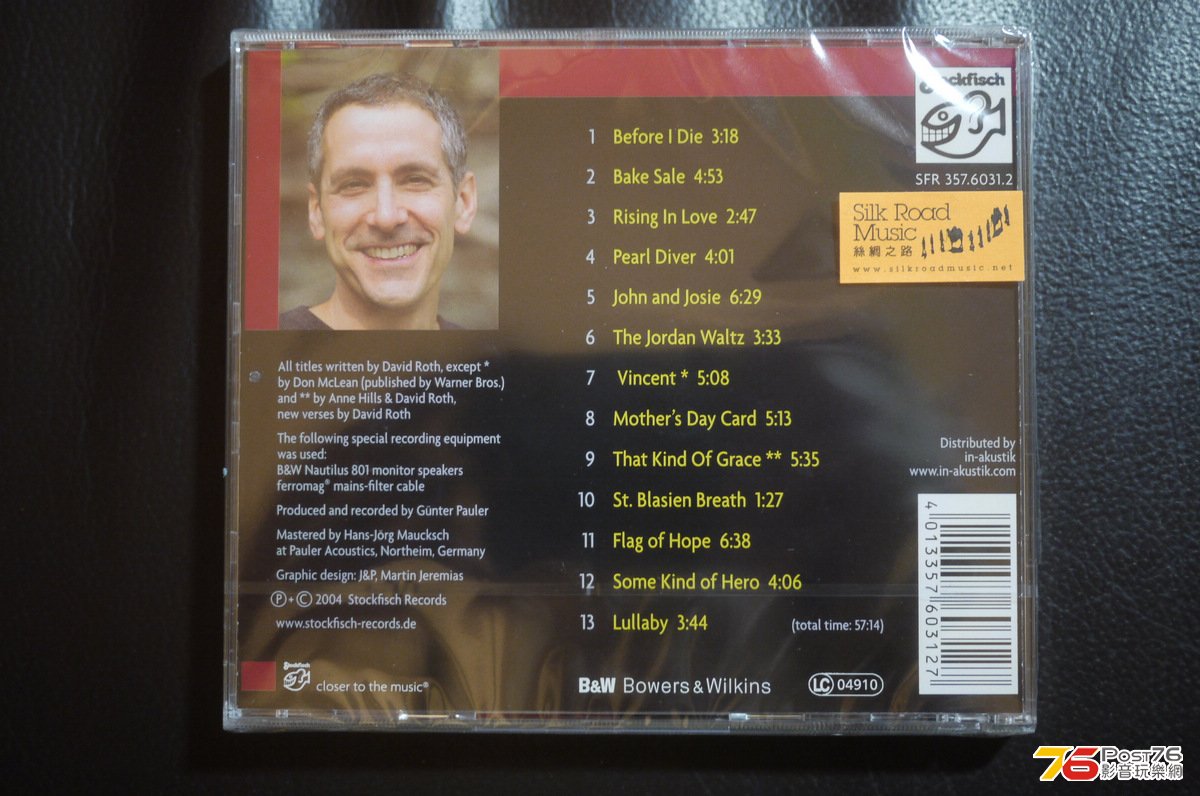 Stockfisch
SFR 357.6031.2
Silk Road
Music
絲綢之路
www.silkroadmusic.net
1 Before I Die 3:18
2 Bake Sale 4:53
3 Rising In Love 2:47
4 Pearl Diver 4:01
5 John and Josie 6:29
6 The Jordan Waltz 3:33
7 Vincent * 5:08
8 Mother's Day Card 5:13
9 That Kind Of Grace ** 5:35
10 St. Blasien Breath 1:27
11 Flag of Hope 6:38
12 Some Kind of Hero 4:06
13 Lullaby 3:44 (total time: 57:14)
All titles written by David Roth, except *
by Don McLean (published by Warner Bros.)
and ** by Anne Hills & David Roth,
new verses by David Roth
The following special recording equipment
was used:
B&W Nautilus 801 monitor speakers
ferromag® mains-filter cable
Produced and recorded by Günter Pauler
Mastered by Hans-Jörg Maucksch
at Pauler Acoustics, Northeim, Germany
Graphic design: J&P, Martin Jeremias
Ⓟ+© 2004 Stockfisch Records
www.stockfisch-records.de
Stockfisch
closer to the music®
B&W Bowers & Wilkins
LC 04910
Distributed by
in-akustik
www.in-akustik.com
4 013357 603127
76 Post76
影音玩樂網